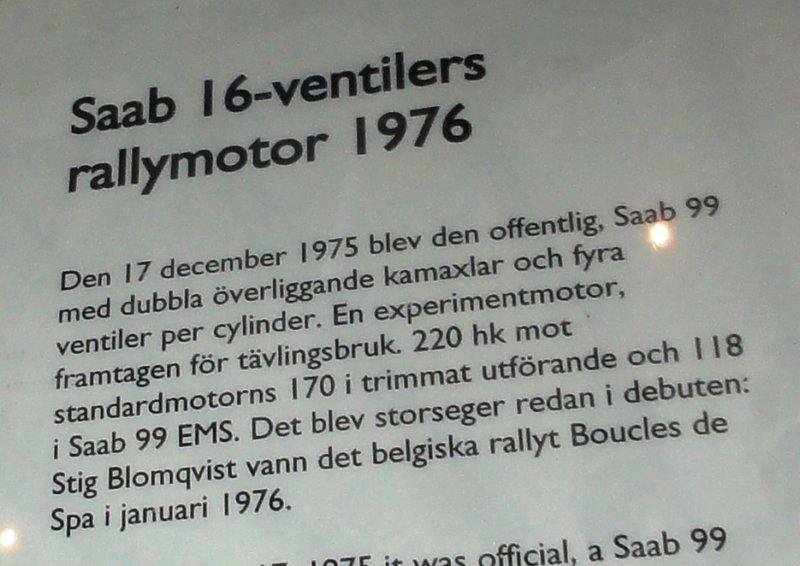 Saab 16-ventilers
rallymotor 1976
Den 17 december 1975 blev den offentlig, Saab 99
med dubbla överliggande kamaxlar och fyra
ventiler per cylinder. En experimentmotor,
framtagen för tävlingsbruk. 220 hk mot
standardmotorns 170 i trimmat utförande och 118
i Saab 99 EMS. Det blev storseger redan i debuten:
Stig Blomqvist vann det belgiska rallyt Boucles de
Spa i januari 1976.
1975 it was official, a Saab 99